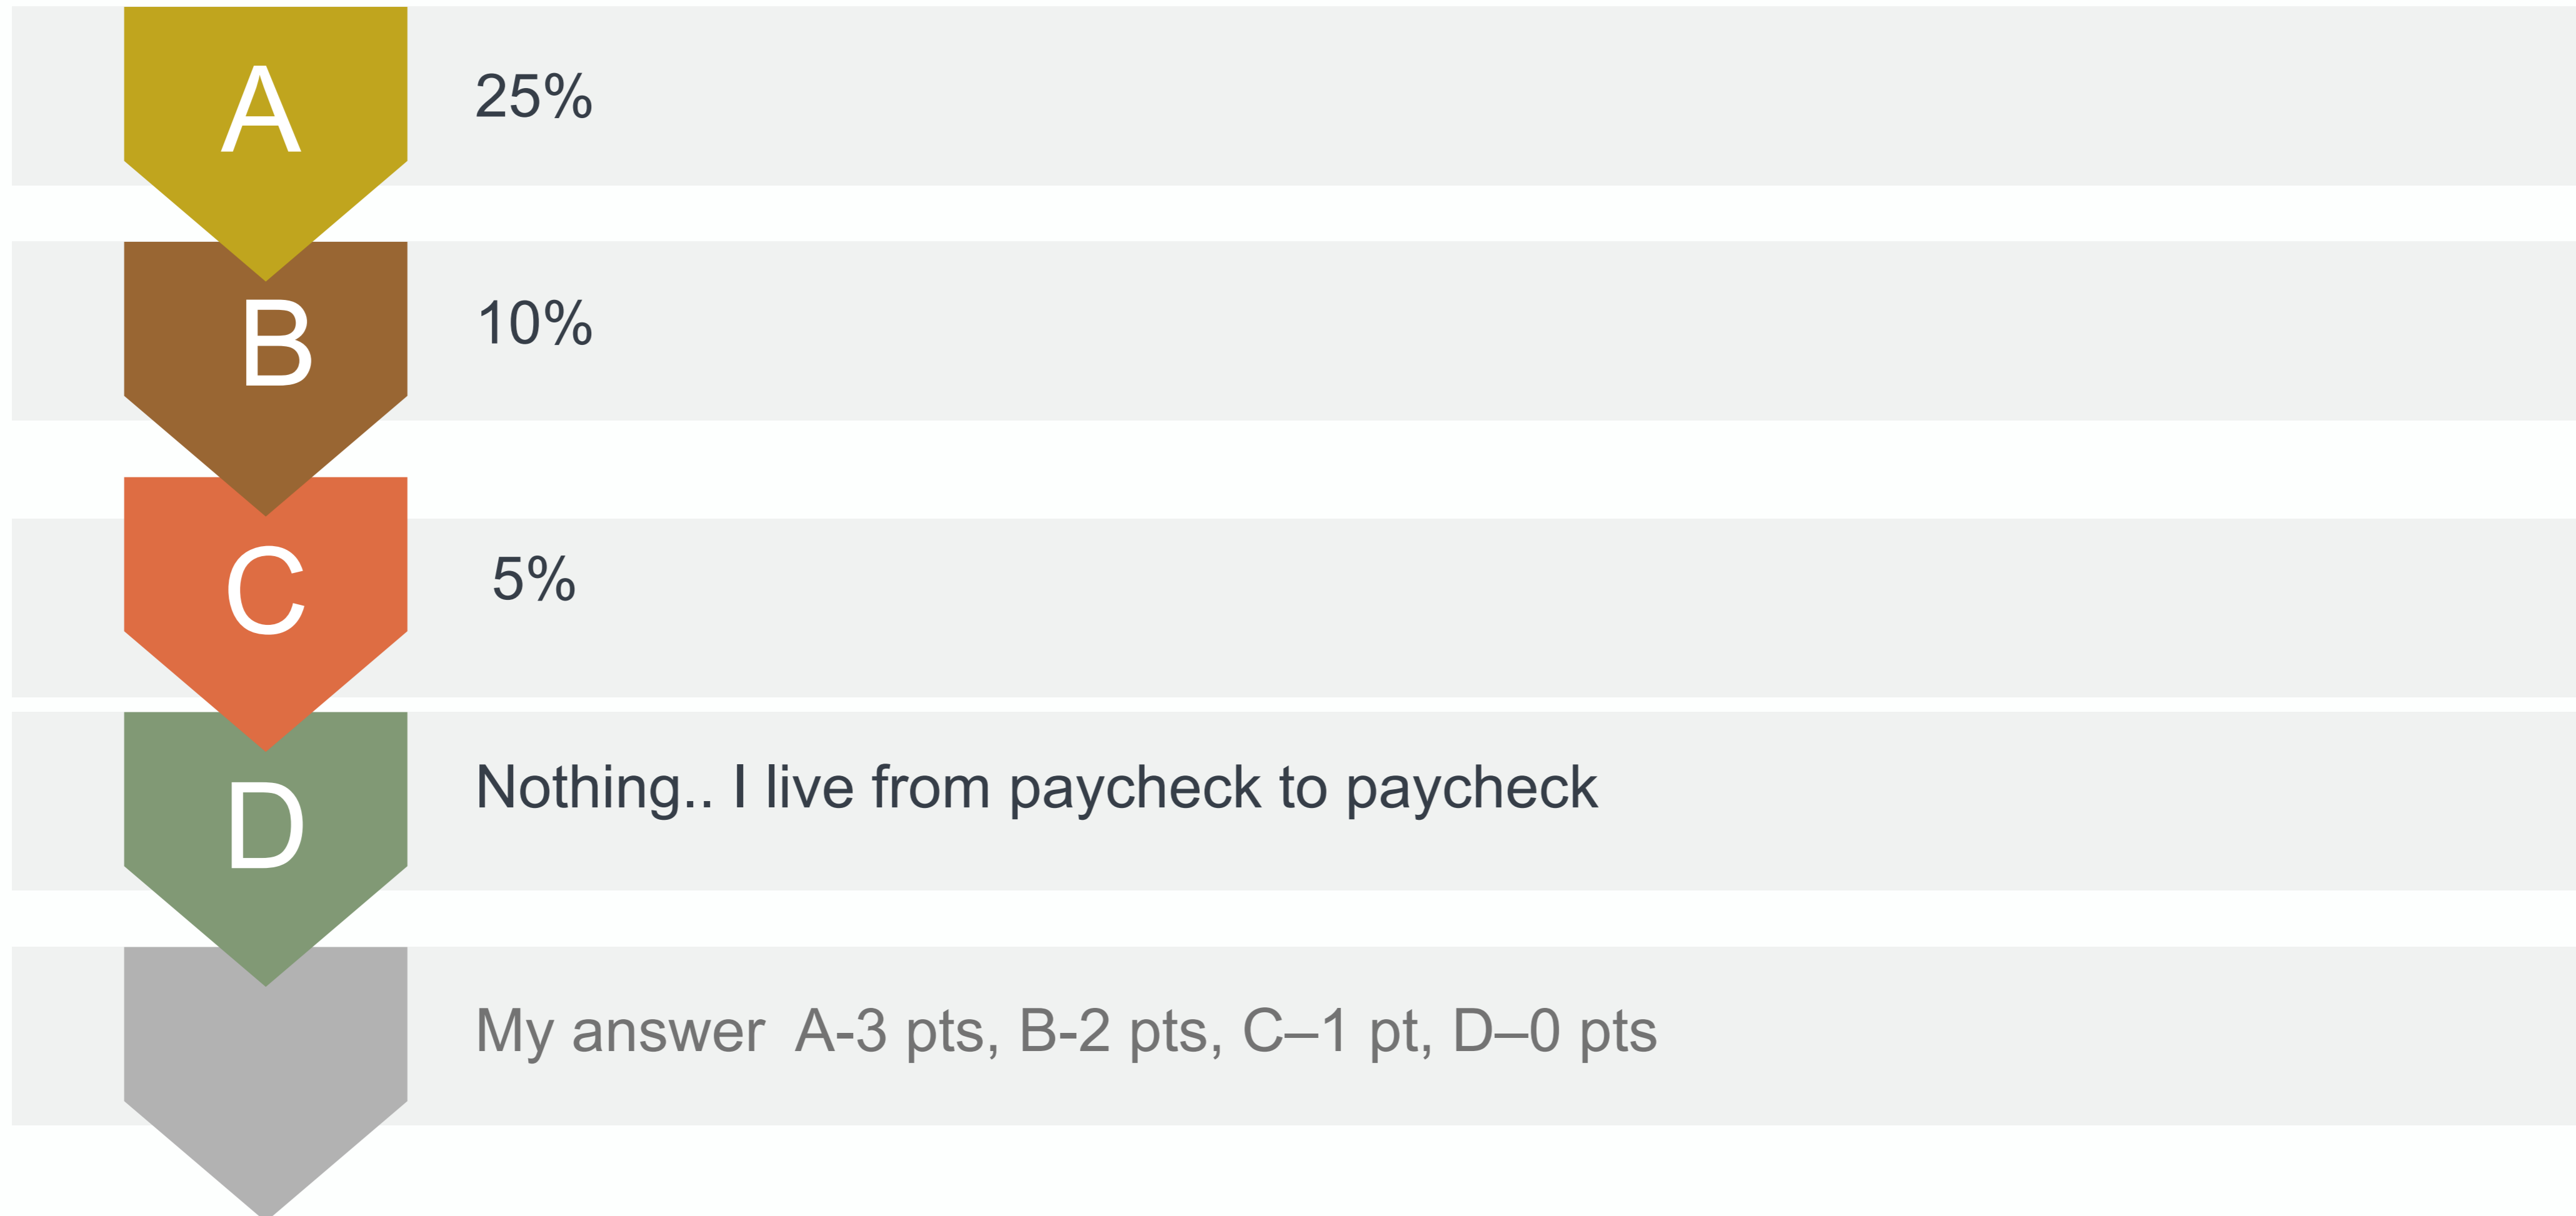 A
25%
B
10%
C
5%
D
Nothing.. I live from paycheck to paycheck
My answer  A-3 pts, B-2 pts, C–1 pt, D–0 pts